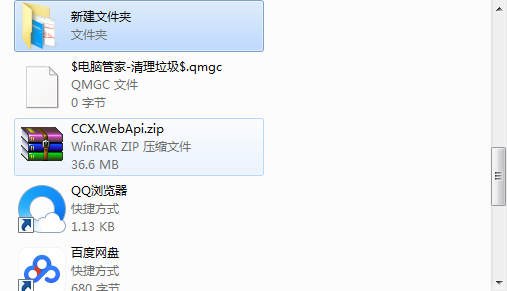 新建文件夹
文件夹
$电脑管家-清理垃圾$.qmgc
QMGC 文件
0 字节
CCX.WebApi.zip
WinRAR ZIP 压缩文件
36.6 MB
QQ浏览器
快捷方式
1.13 KB
百度网盘
快捷方式
680 字节